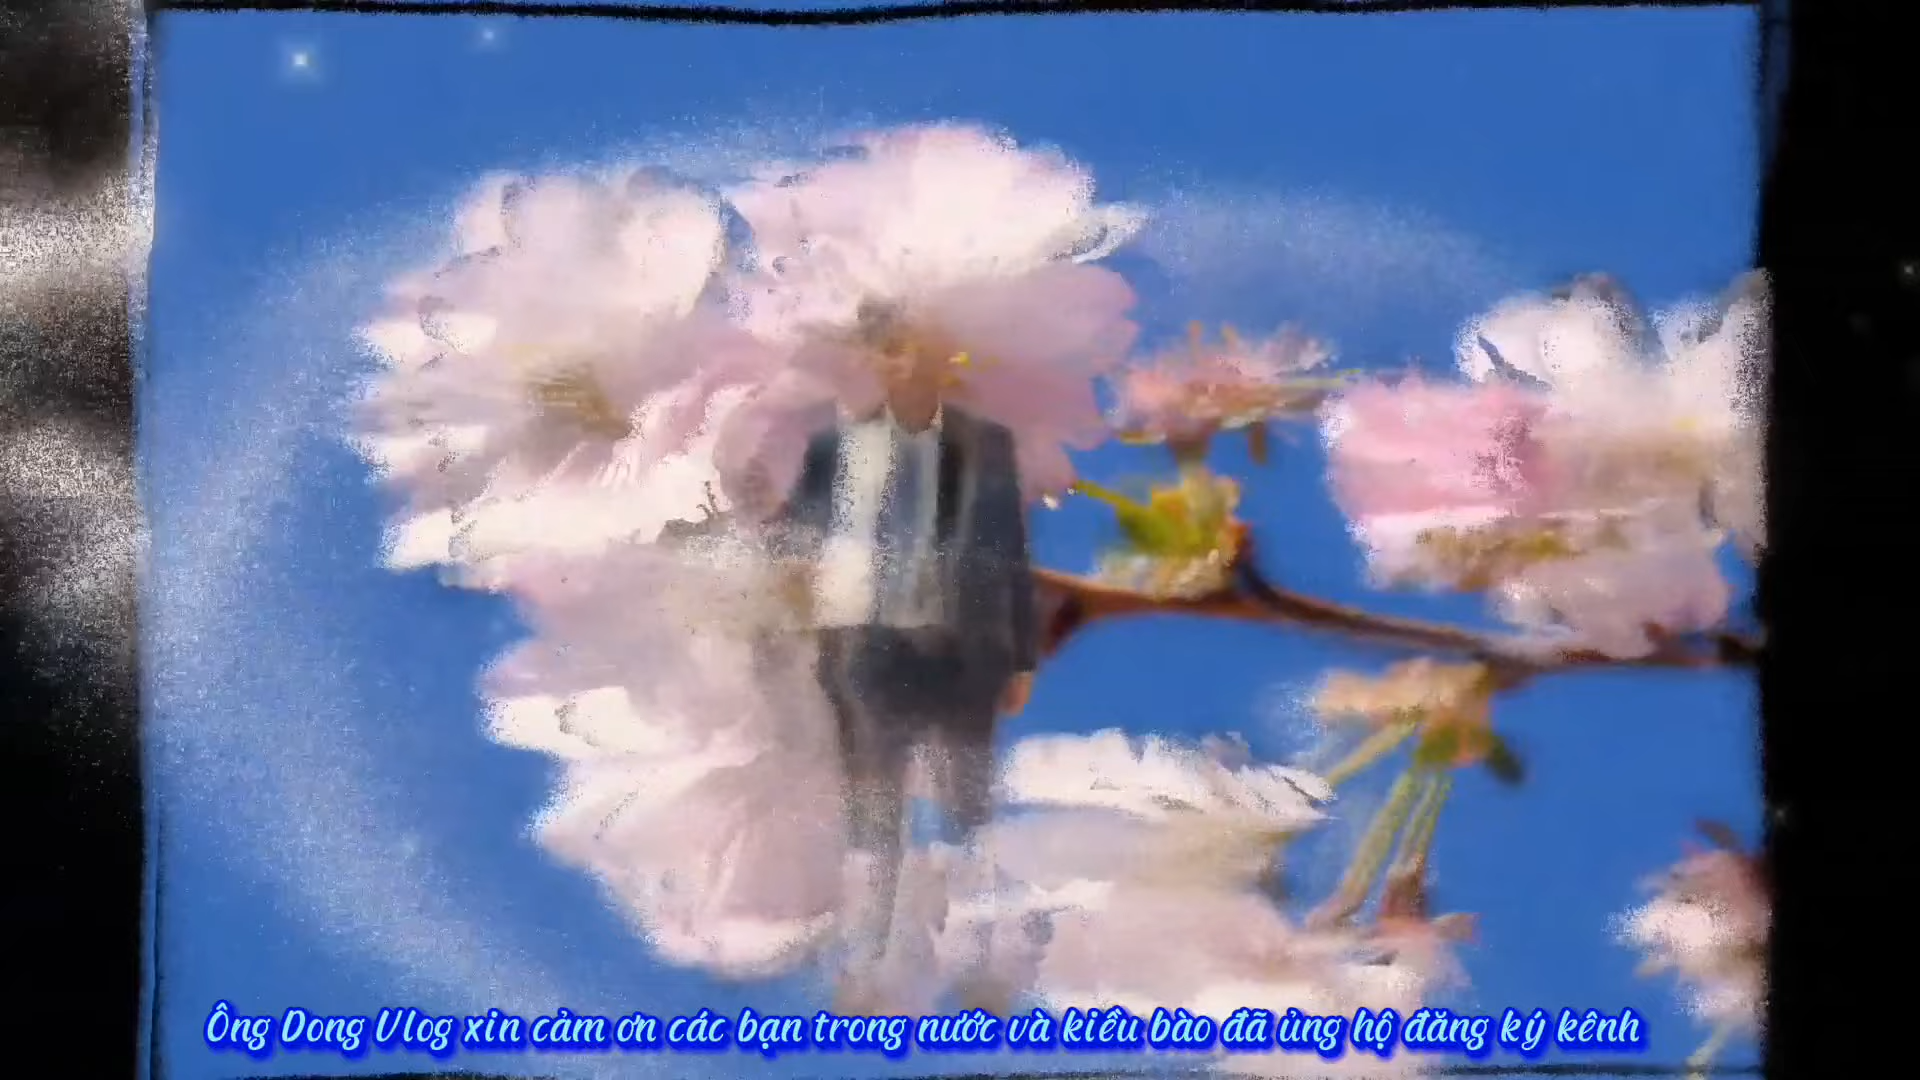 Ông Dong Vlog xin cảm ơn các bạn trong nước và kiều bào đã ủng hộ đăng ký kênh